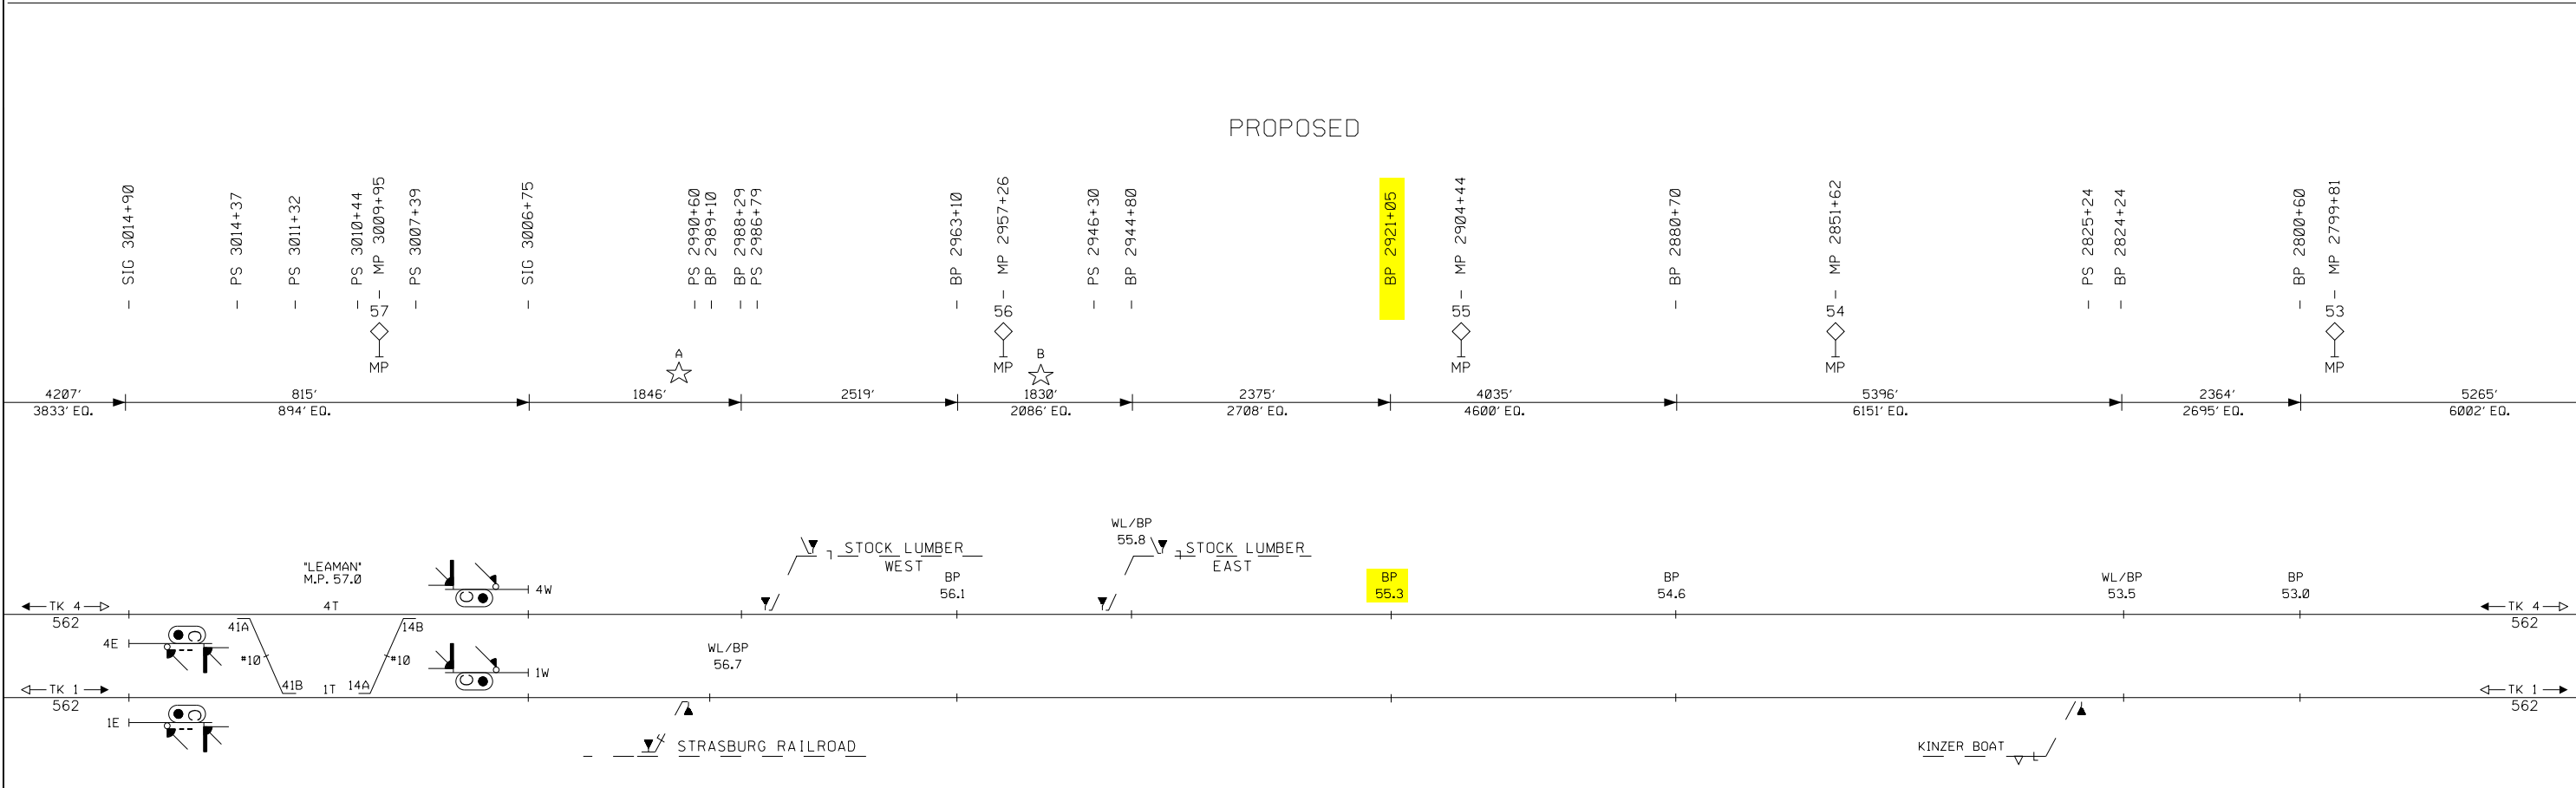 PROPOSED
SIG 3014+90
PS 3014+37
PS 3011+32
PS 3010+44
MP 3009+95
PS 3007+39
SIG 3006+75
PS 2990+60
BP 2989+10
BP 2988+29
PS 2986+79
BP 2963+10
MP 2957+26
PS 2946+30
BP 2944+80
BP 2921+05
MP 2904+44
BP 2880+70
MP 2851+62
PS 2825+24
BP 2824+24
BP 2800+60
MP 2799+81
57
56
55
54
53
MP
MP
MP
MP
MP
A
B
4207' 815' 1846' 2519' 1830' 2375' 4035' 5396' 2364' 5265'
3833' EQ. 894' EQ. 2086' EQ. 2708' EQ. 4600' EQ. 6151' EQ. 2695' EQ. 6002' EQ.
WL/BP
55.8
STOCK LUMBER
WEST
STOCK LUMBER
EAST
"LEAMAN"
M.P. 57.0
BP
56.1
BP
55.3
BP
54.6
WL/BP
53.5
BP
53.0
4W
TK 4
562
4T
TK 4
562
41A
14B
4E
#10
#10
WL/BP
56.7
1W
41B
1T
14A
TK 1
562
TK 1
562
1E
STRASBURG RAILROAD
KINZER BOAT